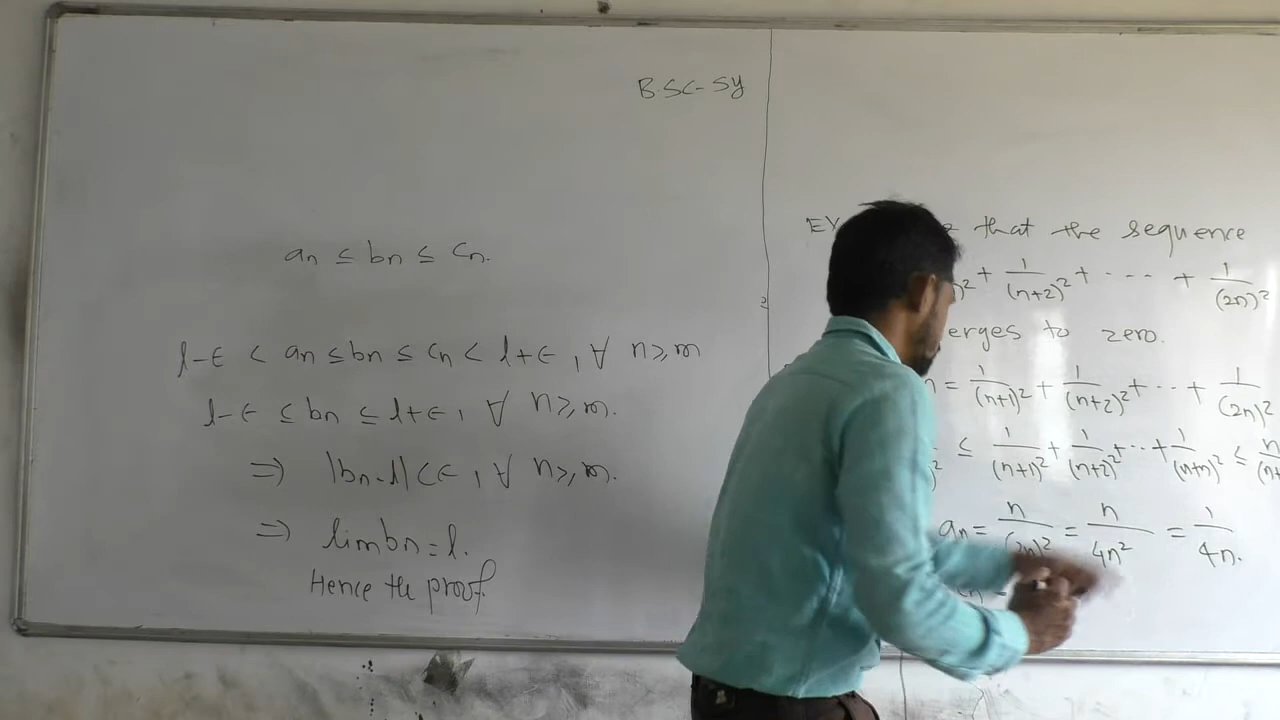 B.SC-SY
an ≤ bn ≤ cn.
l-ϵ < an ≤ bn ≤ cn < l+ϵ, ∀ n≥m
l-ϵ ≤ bn ≤ l+ϵ, ∀ n≥m.
⇒ |bn-l|<ϵ, ∀ n≥m.
⇒ lim bn = l.
Hence the proof
that the sequence
+ 1/(n+2)² + ---- + 1/(2n)²
erges to zero.
= 1/(n+1)² + 1/(n+2)² + -- + 1/(2n)²
≤ 1/(n+1)² + 1/(n+2)² + -- + 1/(n+n)² ≤
an = n/(2n)² = n/4n² = 1/4n.